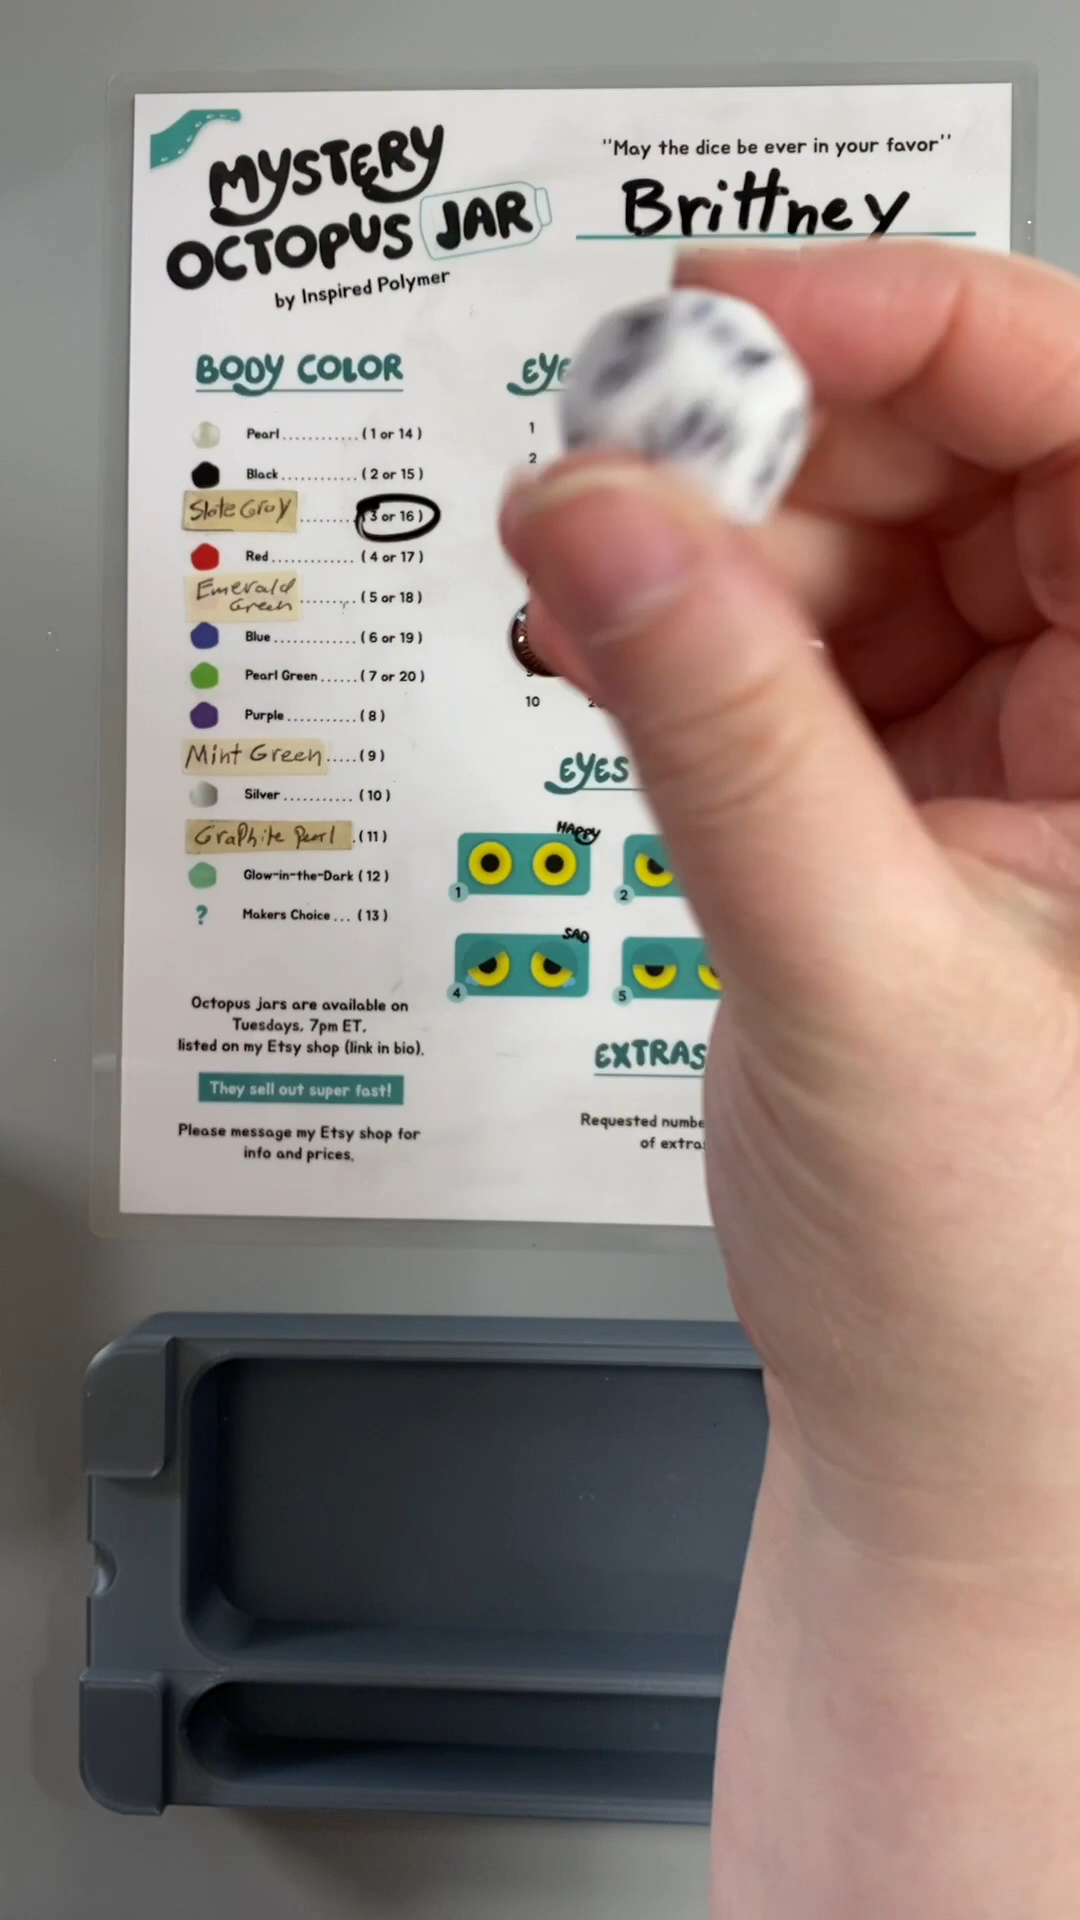 MYSTERY
OCTOPUS JAR
by Inspired Polymer
"May the dice be ever in your favor"
Brittney
BODY COLOR
Pearl............(1 or 14)
Black............(2 or 15)
Slate Gray........(3 or 16)
Red.............(4 or 17)
Emerald Green........(5 or 18)
Blue.............(6 or 19)
Pearl Green......(7 or 20)
Purple...........(8)
Mint Green.....(9)
Silver...........(10)
Graphite Pearl.(11)
Glow-in-the-Dark (12)
? Makers Choice...(13)
Octopus jars are available on
Tuesdays, 7pm ET,
listed on my Etsy shop (link in bio).
They sell out super fast!
Please message my Etsy shop for
info and prices.
1
2
10
EYES
HAPPY
1
2
SAD
4
5
EXTRAS
Requested
of